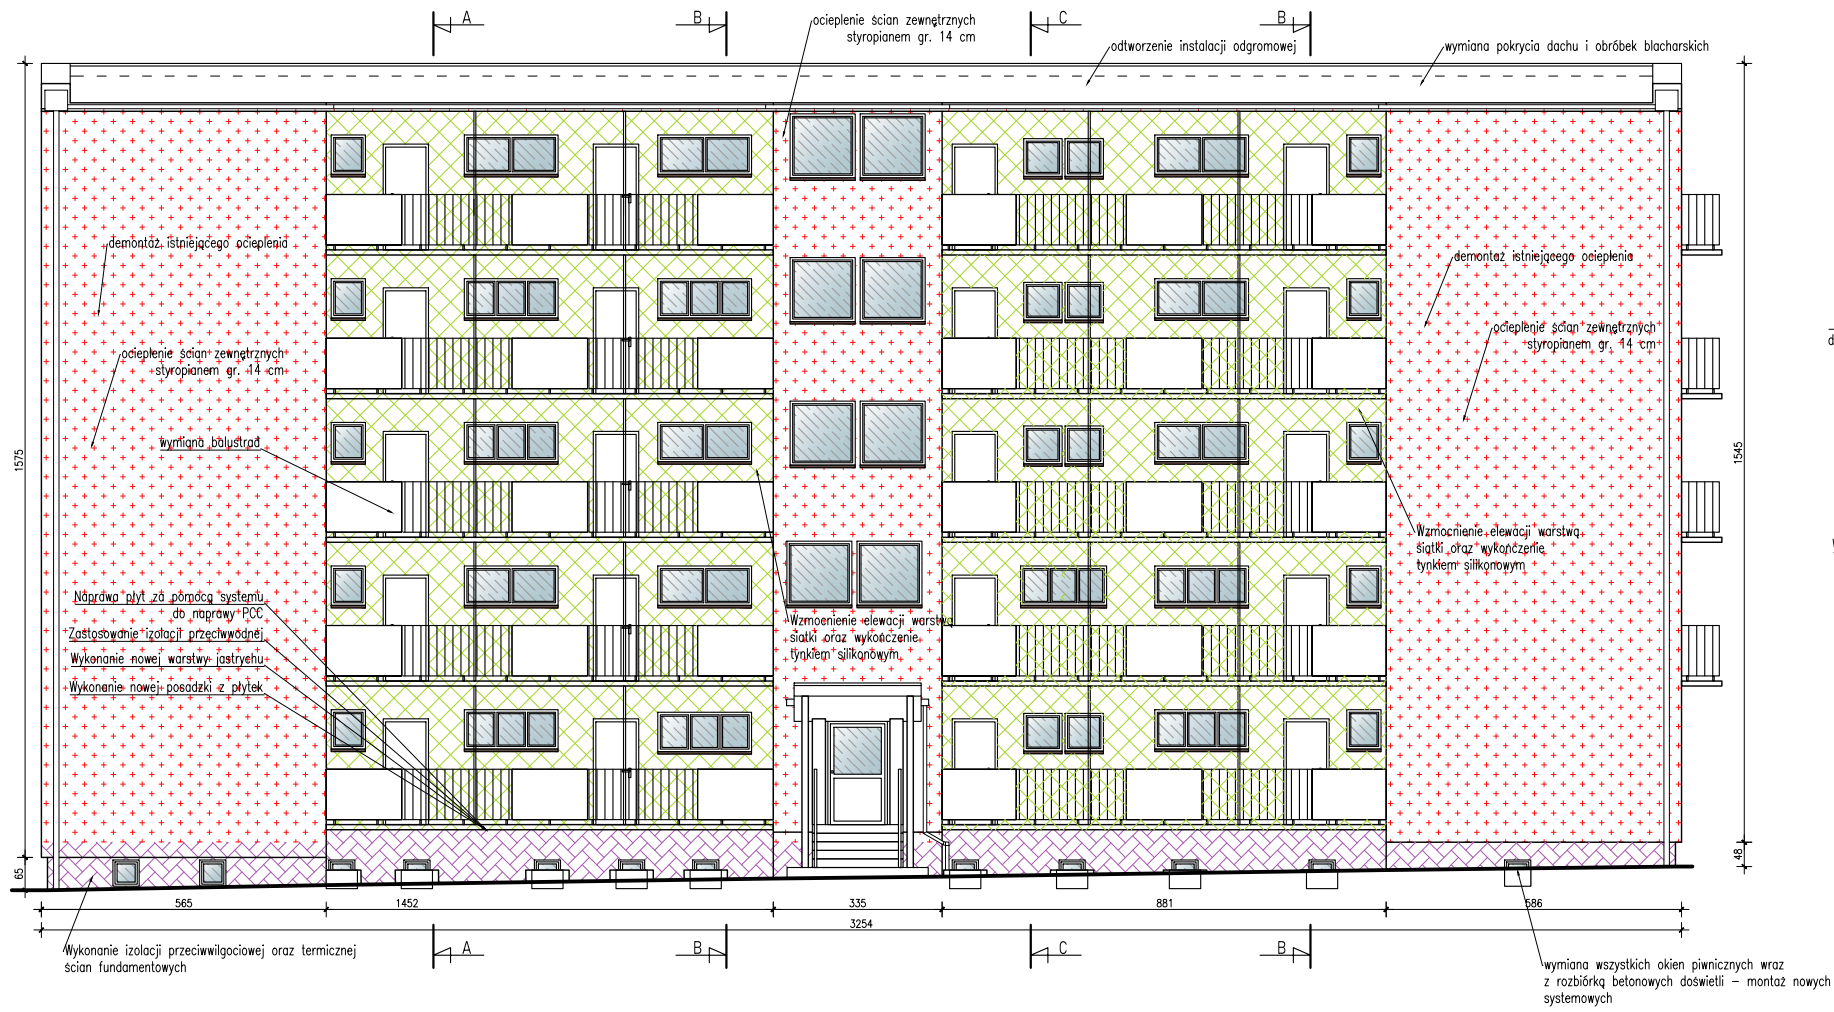 A
B
C
B
ocieplenie ścian zewnętrznych
styropianem gr. 14 cm
odtworzenie instalacji odgromowej
wymiana pokrycia dachu i obróbek blacharskich
demontaż istniejącego ocieplenia
demontaż istniejącego ocieplenia
ocieplenie ścian zewnętrznych
styropianem gr. 14 cm
ocieplenie ścian zewnętrznych
styropianem gr. 14 cm
d
wymiana balustrad
1575
1545
Wzmocnienie elewacji warstwą
siatki oraz wykończenie
tynkiem silikonowym
Naprawa płyt za pomocą systemu
do naprawy PCC
Zastosowanie izolacji przeciwwodnej
Wykonanie nowej warstwy jastrychu
Wykonanie nowej posadzki z płytek
Wzmocnienie elewacji warstwą
siatki oraz wykończenie
tynkiem silikonowym
65
48
565
1452
335
881
586
3254
A
B
C
B
Wykonanie izolacji przeciwwilgociowej oraz termicznej
ścian fundamentowych
wymiana wszystkich okien piwnicznych wraz
z rozbiórką betonowych doświetli – montaż nowych
systemowych